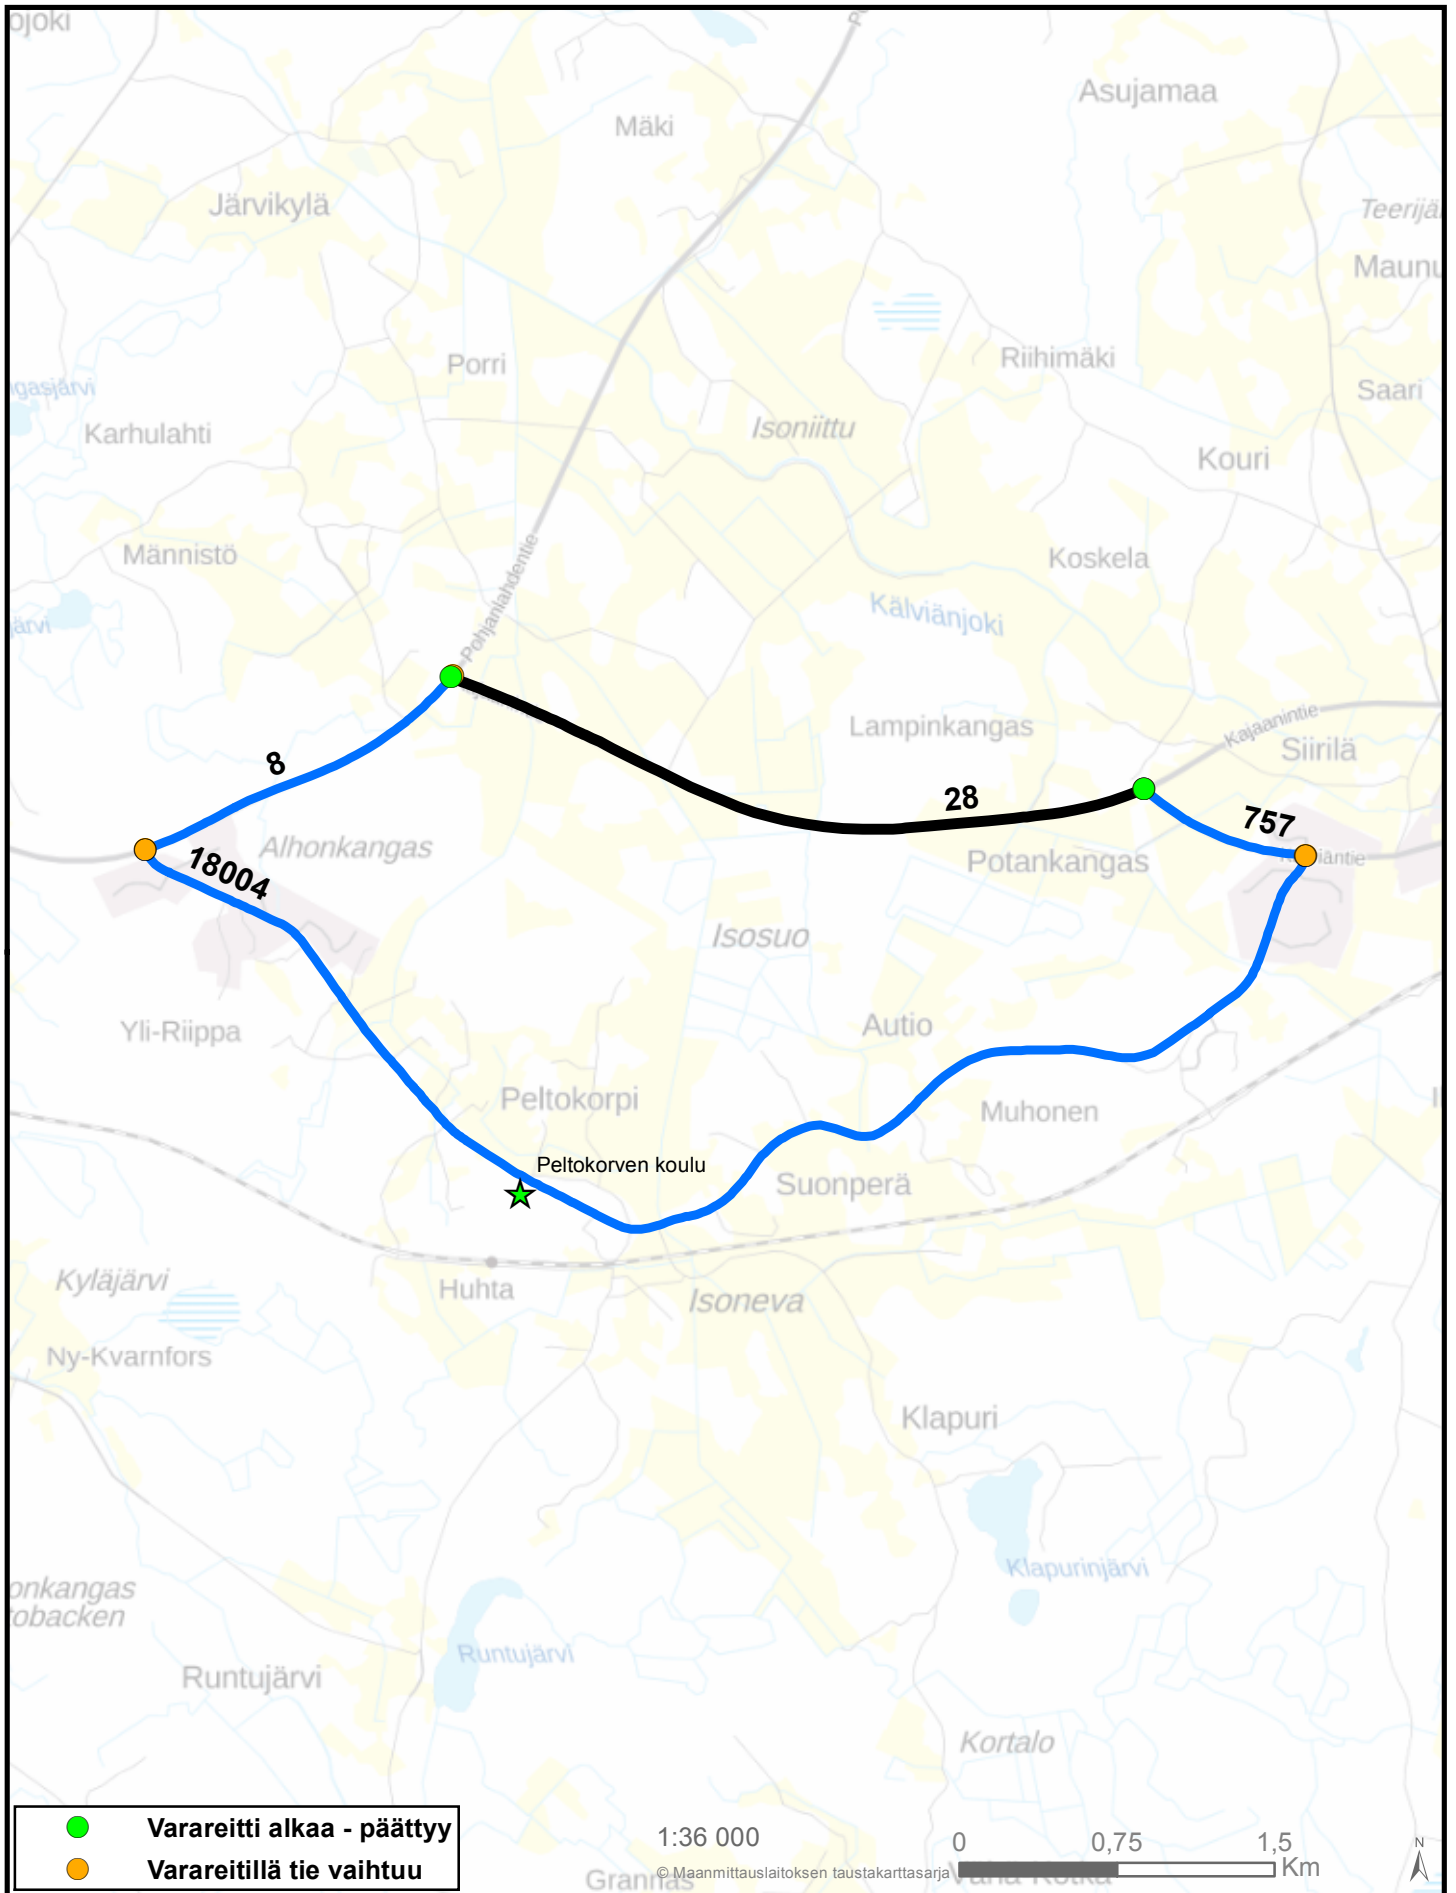 Asujamaa
Mäki
Järvikylä
Porri
Riihimäki
Saari
Karhulahti
Isoniittu
Kouri
Männistö
Koskela
Pohjanlahdentie
Kälviänjoki
Lampinkangas
Kajaanintie
Siirilä
8
28
757
Alhonkangas
18004
Potankangas
Isosuo
Yli-Riippa
Autio
Peltokorpi
Muhonen
Peltokorven koulu
Suonperä
Kyläjärvi
Huhta
Isoneva
Ny-Kvarnfors
Klapuri
Klapurinjärvi
Runtujärvi
Runtujärvi
Kortalo
Varareitti alkaa - päättyy
Varareitillä tie vaihtuu
1:36 000
0 0,75 1,5
Km
N
© Maanmittauslaitoksen taustakarttasarja
Grannas